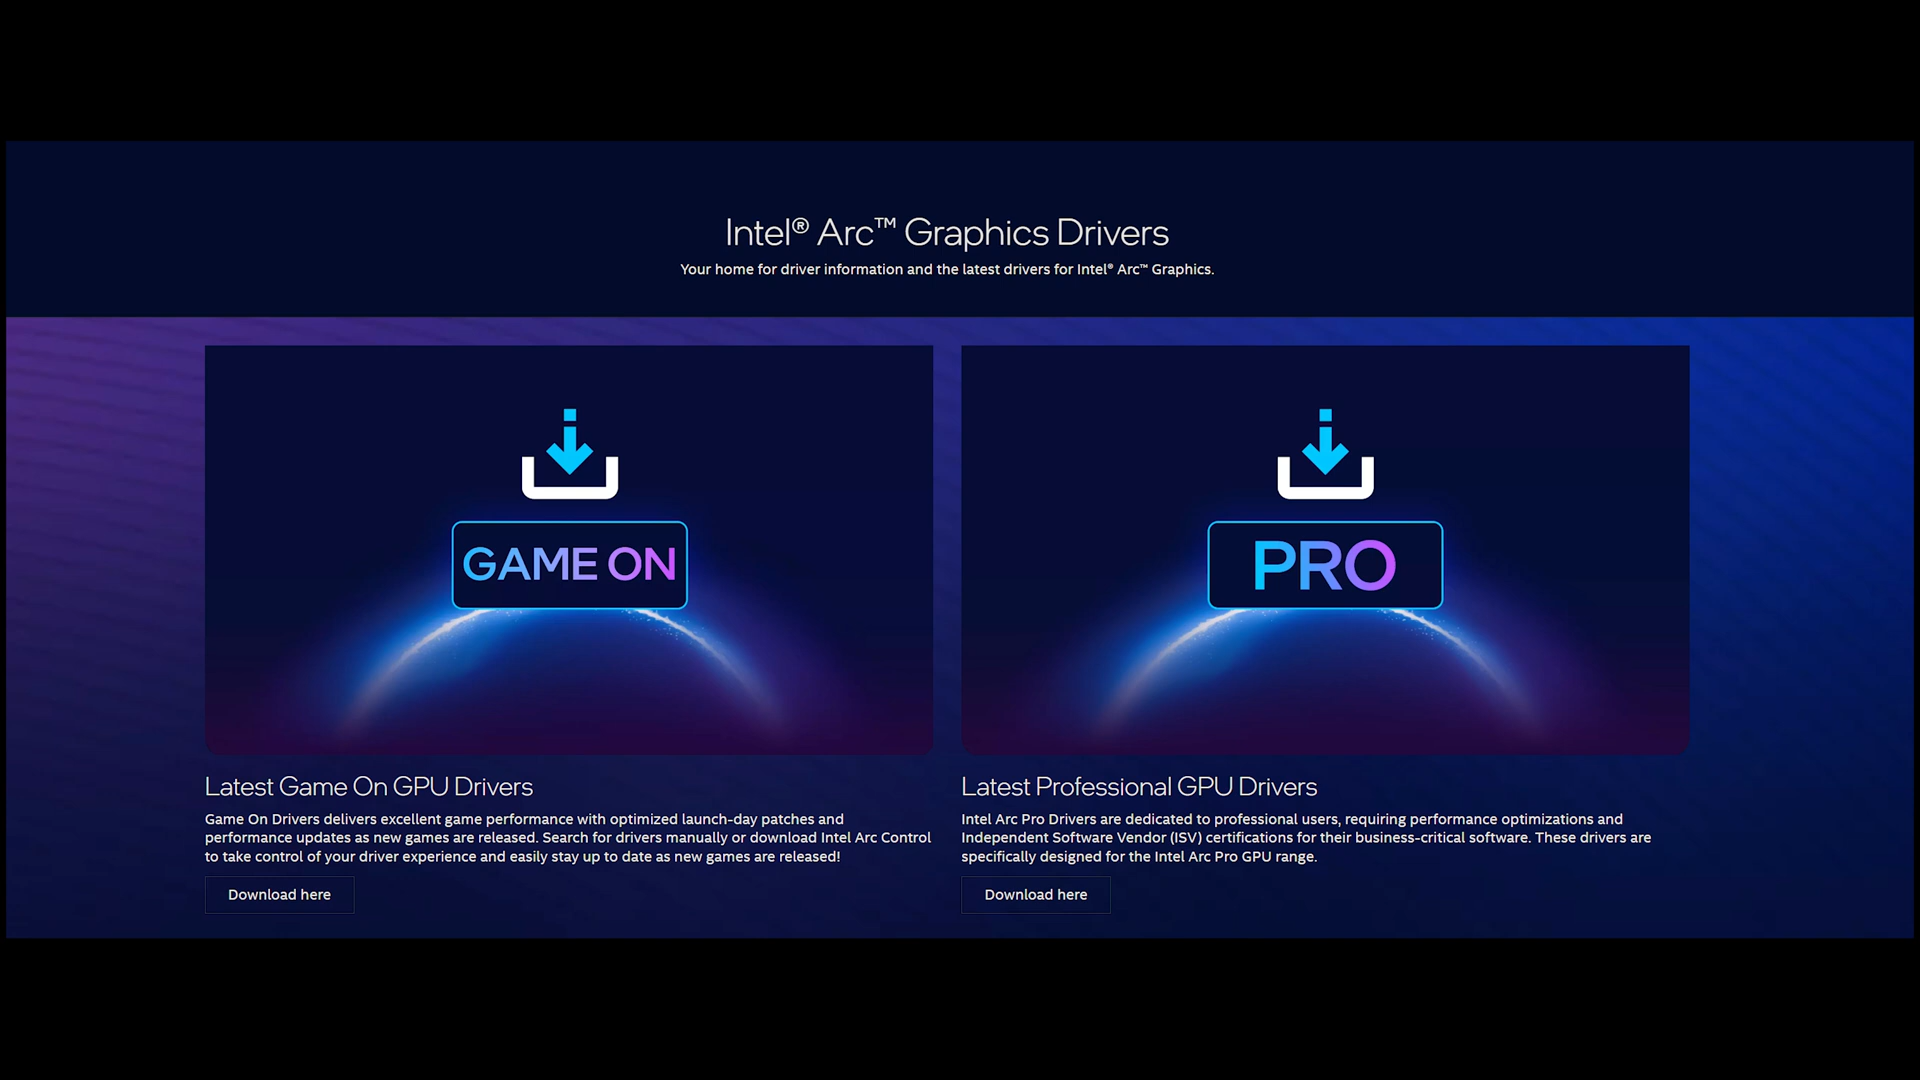 Intel® Arc™ Graphics Drivers
Your home for driver information and the latest drivers for Intel® Arc™ Graphics.
GAME ON
Latest Game On GPU Drivers
Game On Drivers delivers excellent game performance with optimized launch-day patches and
performance updates as new games are released. Search for drivers manually or download Intel Arc Control
to take control of your driver experience and easily stay up to date as new games are released!
Download here
PRO
Latest Professional GPU Drivers
Intel Arc Pro Drivers are dedicated to professional users, requiring performance optimizations and
Independent Software Vendor (ISV) certifications for their business-critical software. These drivers are
specifically designed for the Intel Arc Pro GPU range.
Download here